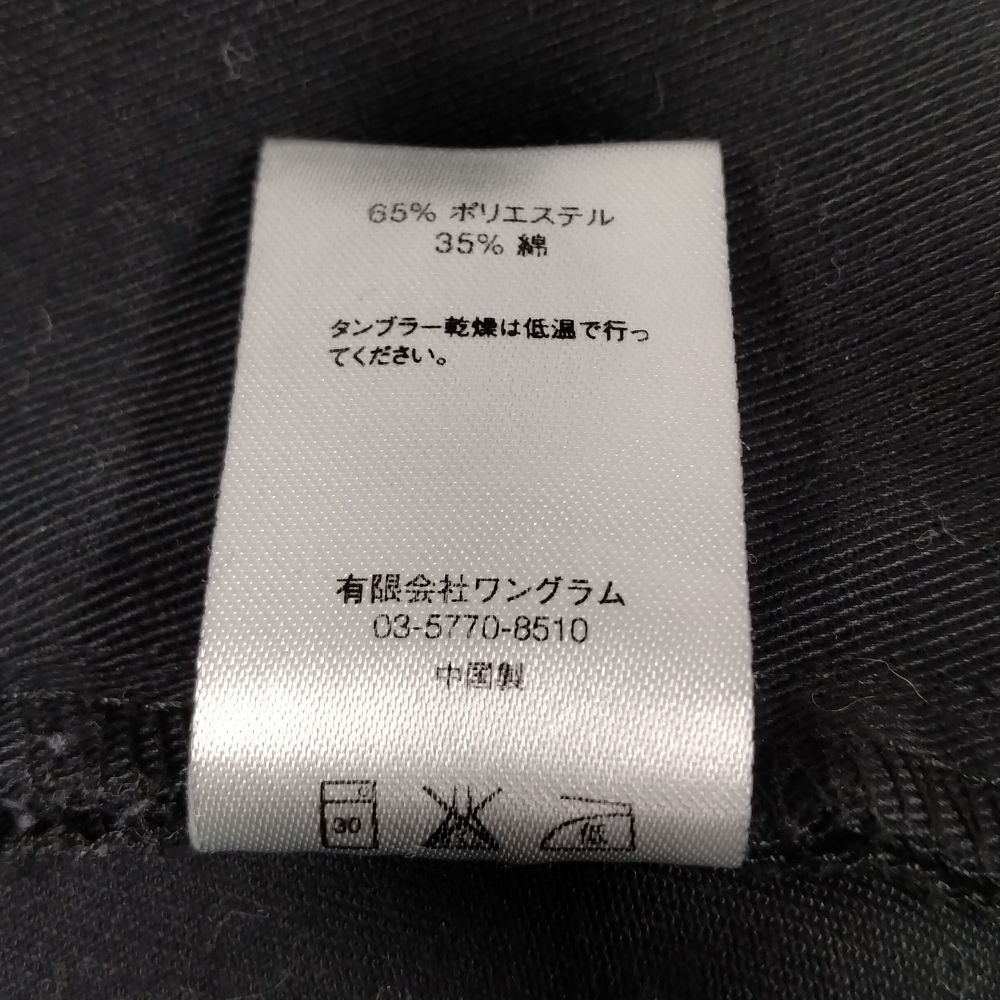 65% ポリエステル
35% 綿
タンブラー乾燥は低温で行っ
てください。
有限会社ワングラム
03-5770-8510
中国製
C
30
低